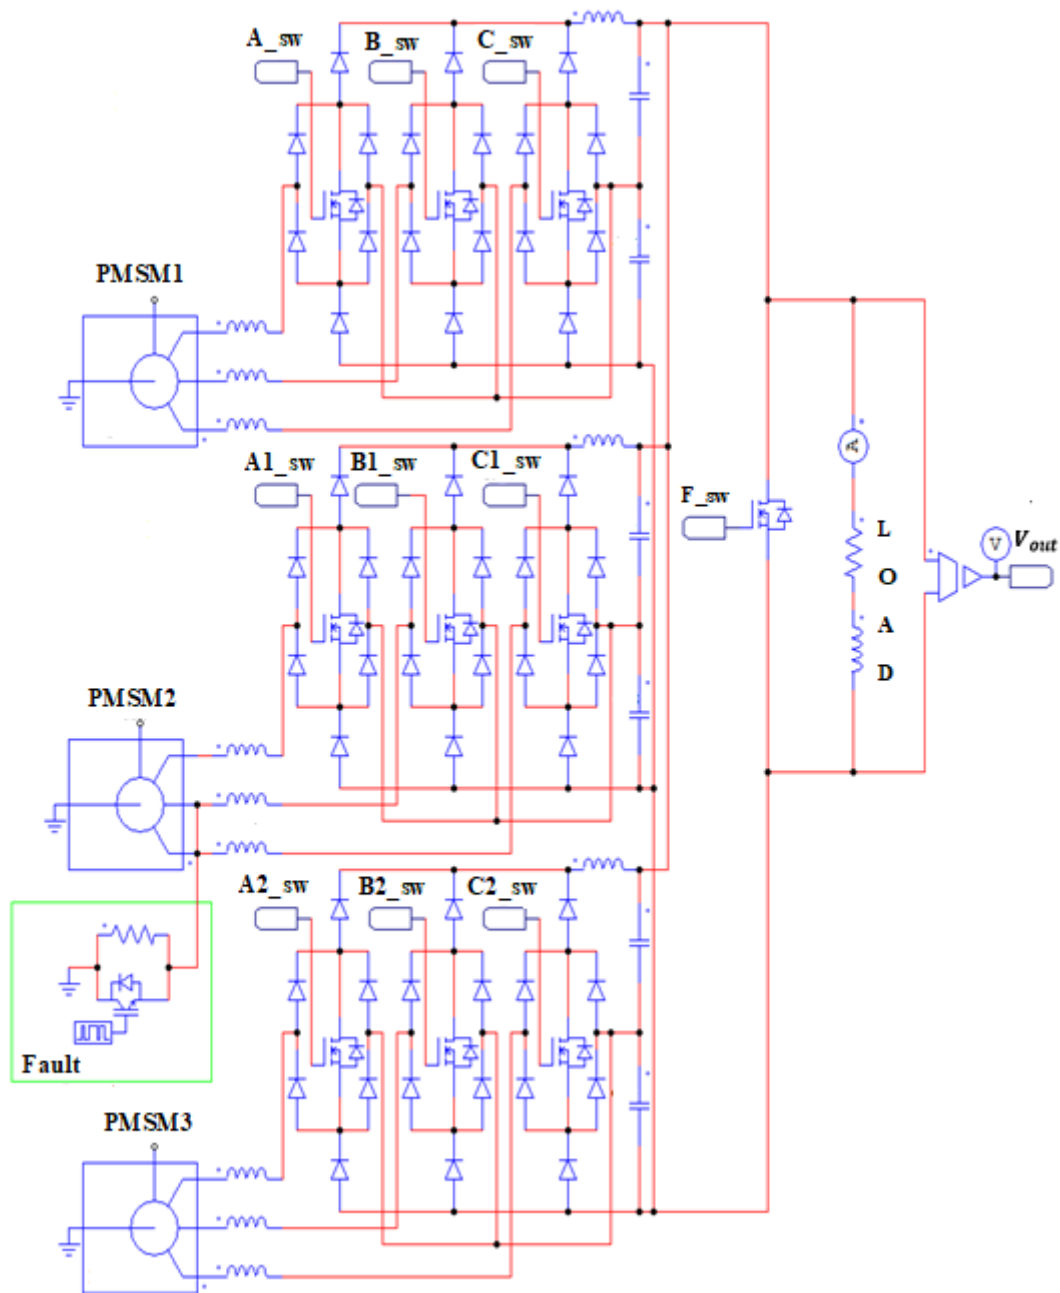 A_sw
B_sw
C_sw
PMSM1
A1_sw
B1_sw
C1_sw
F_sw
A
L
O
A
D
V
Vout
PMSM2
A2_sw
B2_sw
C2_sw
Fault
PMSM3